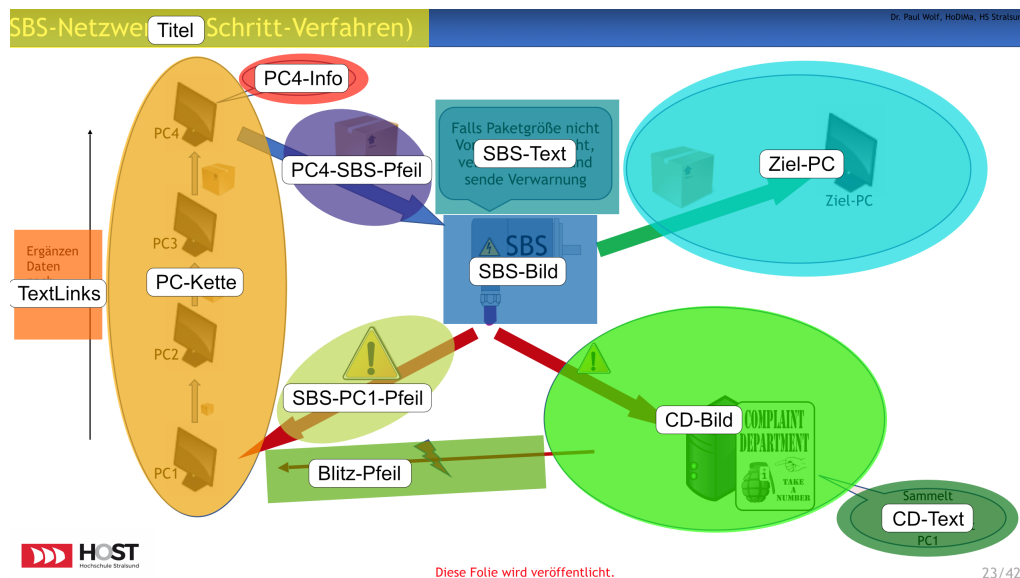 SBS-Netzwe
Titel
Schritt-Verfahren)
Dr. Paul Wolf, HoDiMa, HS Stralsun
PC4-Info
PC4
PC4-SBS-Pfeil
Falls Paketgröße nicht
SBS-Text
sende Verwarnung
Ziel-PC
Ziel-PC
PC3
Ergänzen
Daten
TextLinks
PC-Kette
SBS
SBS-Bild
PC2
SBS-PC1-Pfeil
CD-Bild
COMPLAINT
DEPARTMENT
TAKE
A
NUMBER
PC1
Blitz-Pfeil
Sammelt
CD-Text
PC1
HOST
Hochschule Stralsund
Diese Folie wird veröffentlicht.
23/42